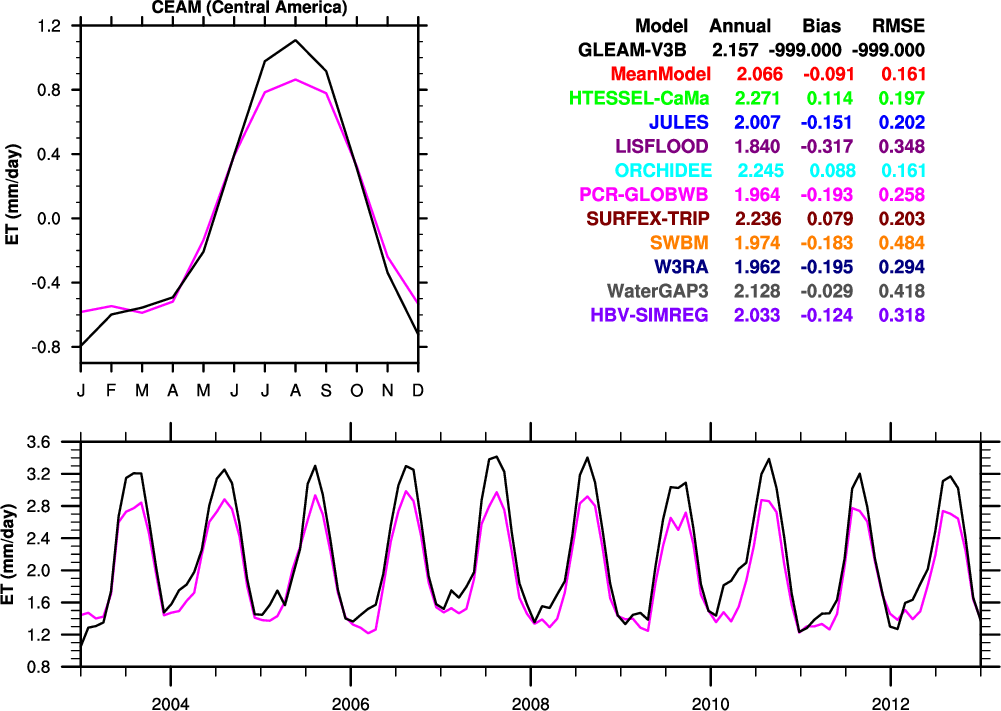 CEAM (Central America)
1.2
0.8
0.4
0.0
-0.4
-0.8
ET (mm/day)
J F M A M J J A S O N D
Model Annual Bias RMSE
GLEAM-V3B 2.157 -999.000 -999.000
MeanModel 2.066 -0.091 0.161
HTESSEL-CaMa 2.271 0.114 0.197
JULES 2.007 -0.151 0.202
LISFLOOD 1.840 -0.317 0.348
ORCHIDEE 2.245 0.088 0.161
PCR-GLOBWB 1.964 -0.193 0.258
SURFEX-TRIP 2.236 0.079 0.203
SWBM 1.974 -0.183 0.484
W3RA 1.962 -0.195 0.294
WaterGAP3 2.128 -0.029 0.418
HBV-SIMREG 2.033 -0.124 0.318
3.6
3.2
2.8
2.4
2.0
1.6
1.2
0.8
ET (mm/day)
2004 2006 2008 2010 2012